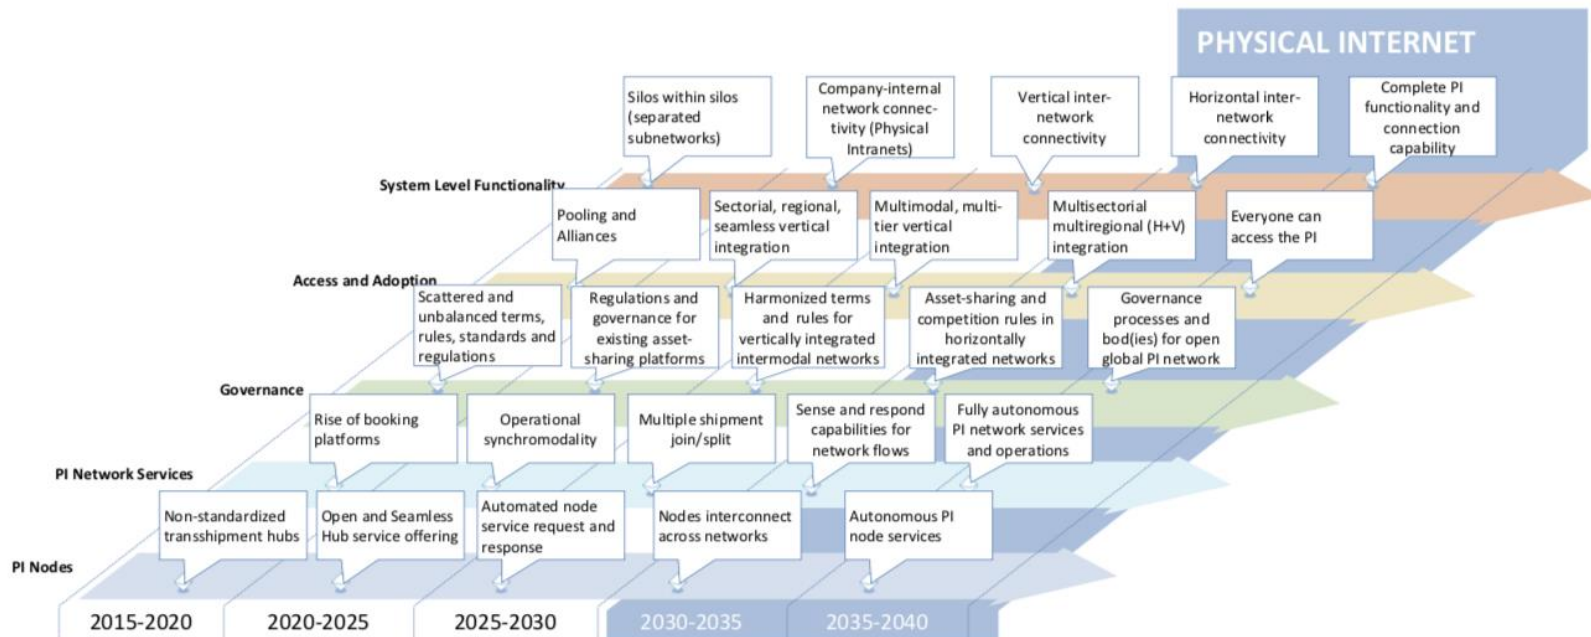 PHYSICAL INTERNET
Silos within silos
(separated
subnetworks)
Company-internal
network connec-
tivity (Physical
Intranets)
Vertical inter-
network
connectivity
Horizontal inter-
network
connectivity
Complete PI
functionality and
connection
capability
System Level Functionality
Pooling and
Alliances
Sectorial, regional,
seamless vertical
integration
Multimodal, multi-
tier vertical
integration
Multisectorial
multiregional (H+V)
integration
Everyone can
access the PI
Access and Adoption
Scattered and
unbalanced terms,
rules, standards and
regulations
Regulations and
governance for
existing asset-
sharing platforms
Harmonized terms
and rules for
vertically integrated
intermodal networks
Asset-sharing and
competition rules in
horizontally
integrated networks
Governance
processes and
bod(ies) for open
global PI network
Governance
Rise of booking
platforms
Operational
synchromodality
Multiple shipment
join/split
Sense and respond
capabilities for
network flows
Fully autonomous
PI network services
and operations
PI Network Services
Non-standardized
transshipment hubs
Open and Seamless
Hub service offering
Automated node
service request and
response
Nodes interconnect
across networks
Autonomous PI
node services
PI Nodes
2015-2020
2020-2025
2025-2030
2030-2035
2035-2040